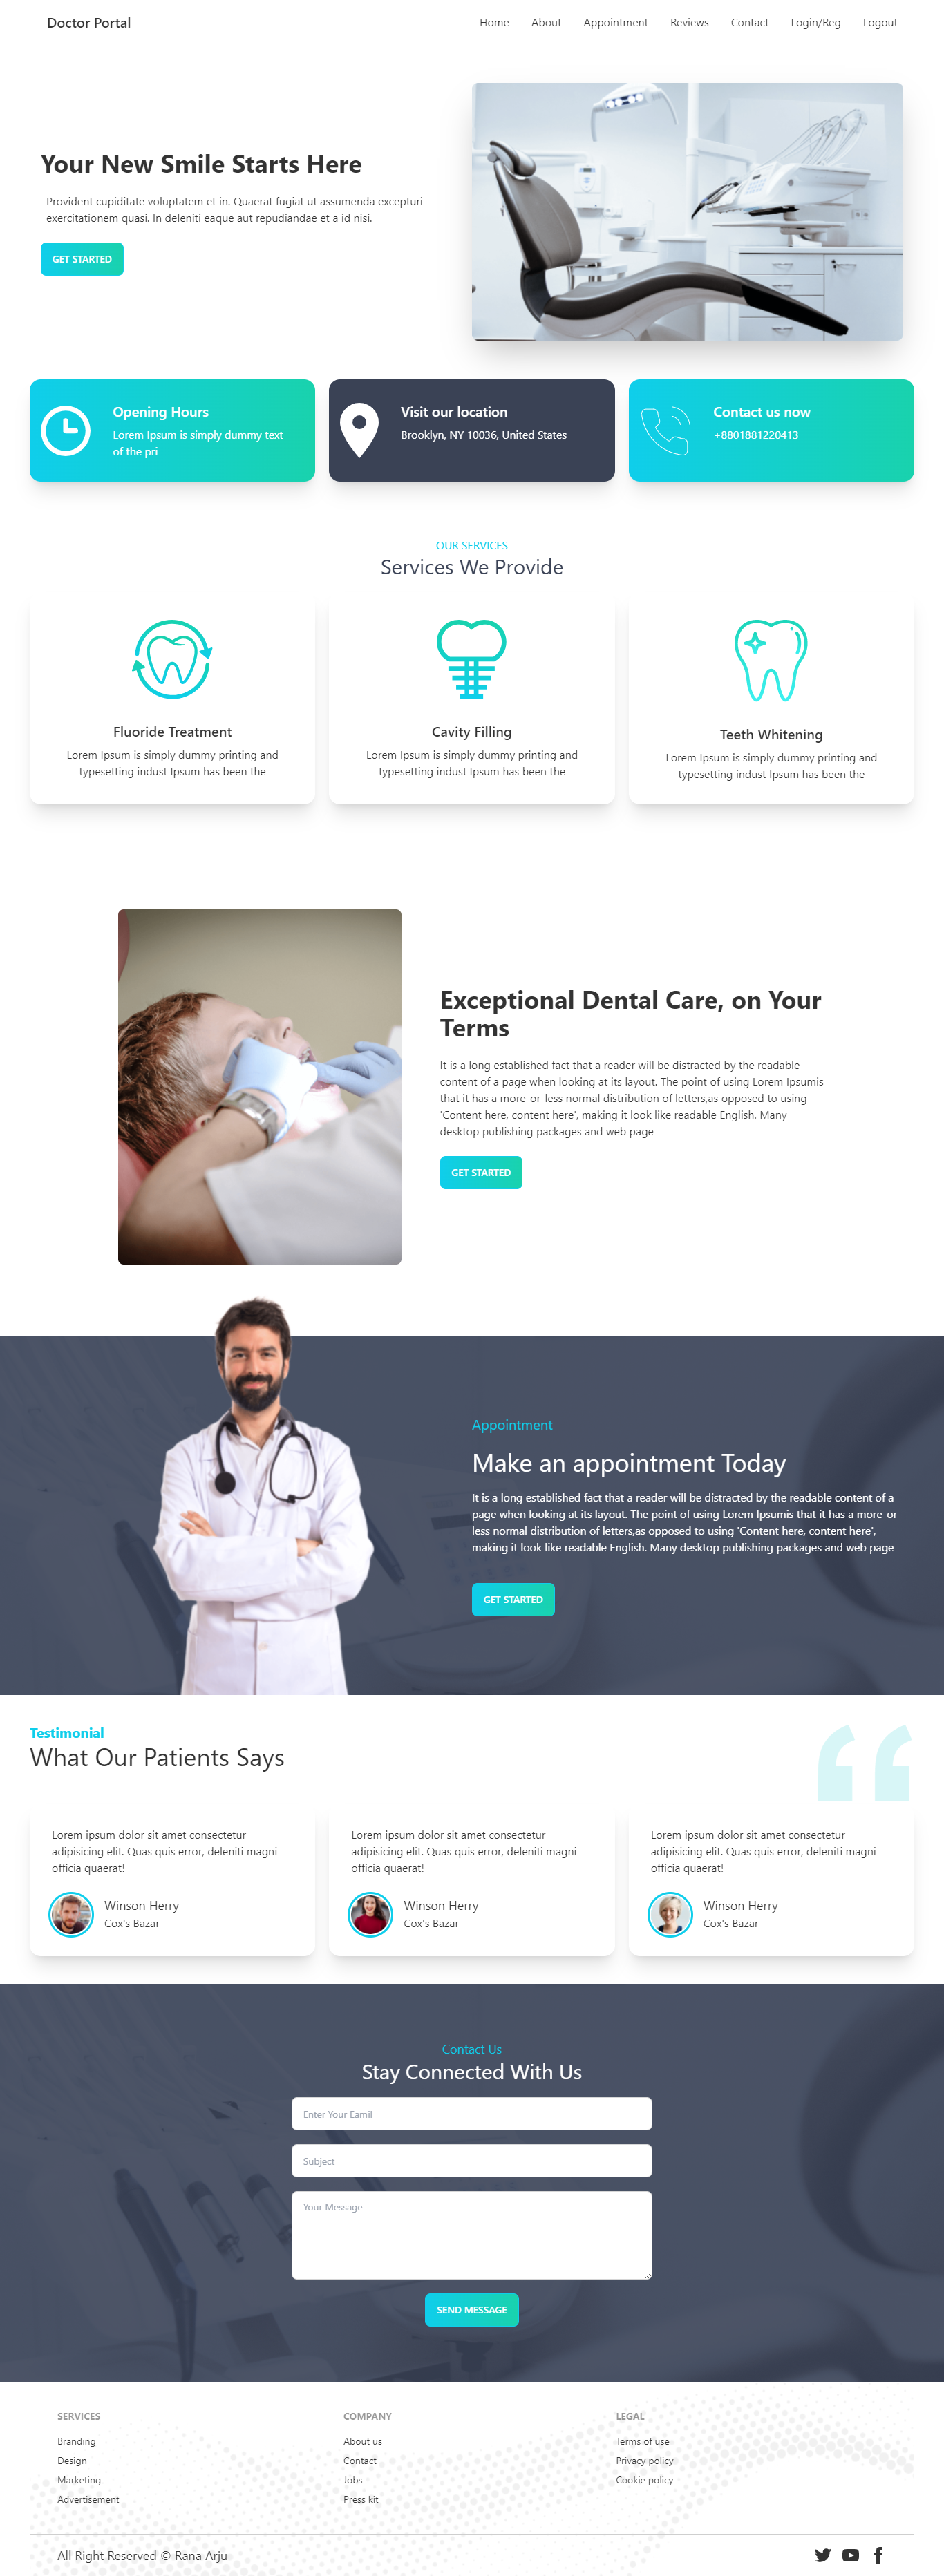 Doctor Portal
Home About Appointment Reviews Contact Login/Reg Logout
Your New Smile Starts Here
Provident cupiditate voluptatem et in. Quaerat fugiat ut assumenda excepturi
exercitationem quasi. In deleniti eaque aut repudiandae et a id nisi.
GET STARTED
Opening Hours
Lorem Ipsum is simply dummy text
of the pri
Visit our location
Brooklyn, NY 10036, United States
Contact us now
+8801881220413
OUR SERVICES
Services We Provide
Fluoride Treatment
Lorem Ipsum is simply dummy printing and
typesetting indust Ipsum has been the
Cavity Filling
Lorem Ipsum is simply dummy printing and
typesetting indust Ipsum has been the
Teeth Whitening
Lorem Ipsum is simply dummy printing and
typesetting indust Ipsum has been the
Exceptional Dental Care, on Your
Terms
It is a long established fact that a reader will be distracted by the readable
content of a page when looking at its layout. The point of using Lorem Ipsumis
that it has a more-or-less normal distribution of letters,as opposed to using
'Content here, content here', making it look like readable English. Many
desktop publishing packages and web page
GET STARTED
Appointment
Make an appointment Today
It is a long established fact that a reader will be distracted by the readable content of a
page when looking at its layout. The point of using Lorem Ipsumis that it has a more-or-
less normal distribution of letters,as opposed to using 'Content here, content here',
making it look like readable English. Many desktop publishing packages and web page
GET STARTED
Testimonial
What Our Patients Says
Lorem ipsum dolor sit amet consectetur
adipisicing elit. Quas quis error, deleniti magni
officia quaerat!
Winson Herry
Cox's Bazar
Lorem ipsum dolor sit amet consectetur
adipisicing elit. Quas quis error, deleniti magni
officia quaerat!
Winson Herry
Cox's Bazar
Lorem ipsum dolor sit amet consectetur
adipisicing elit. Quas quis error, deleniti magni
officia quaerat!
Winson Herry
Cox's Bazar
Contact Us
Stay Connected With Us
Enter Your Eamil
Subject
Your Message
SEND MESSAGE
SERVICES
Branding
Design
Marketing
Advertisement
COMPANY
About us
Contact
Jobs
Press kit
LEGAL
Terms of use
Privacy policy
Cookie policy
All Right Reserved © Rana Arju